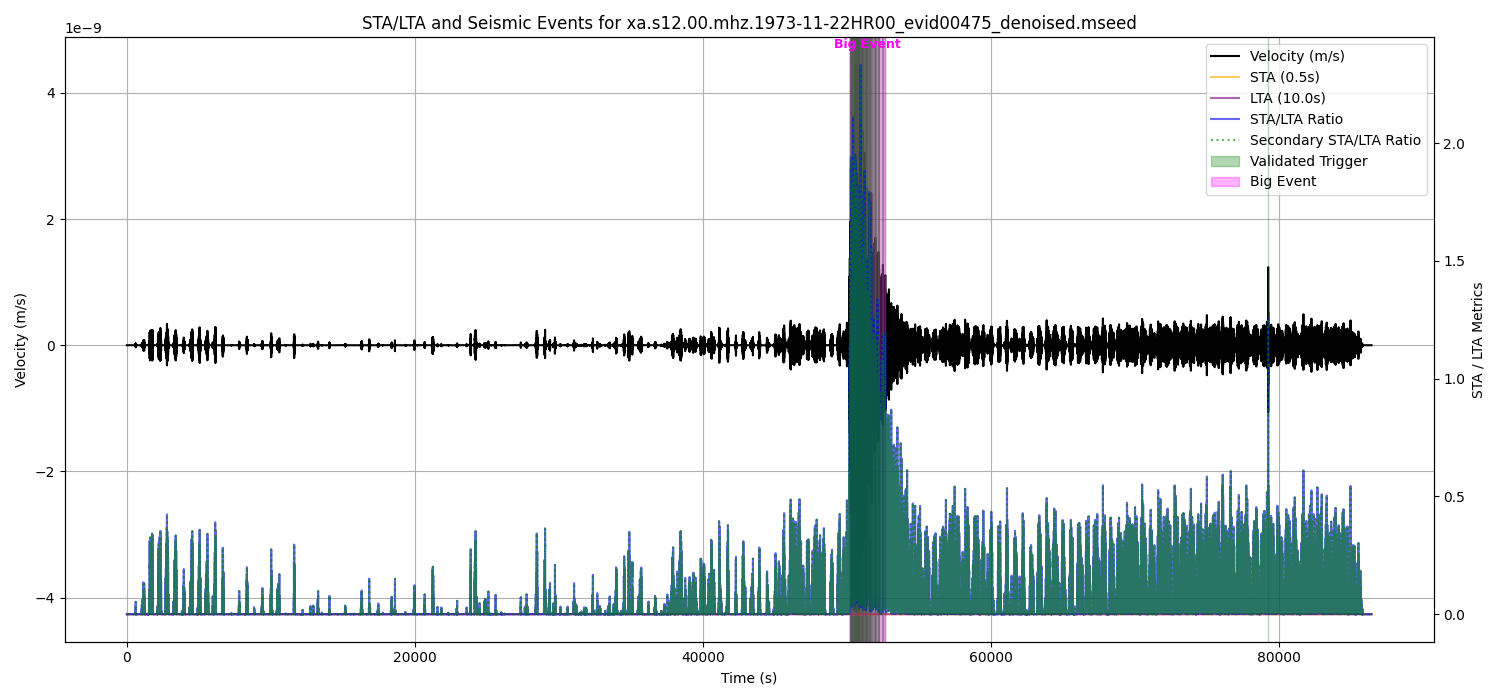 STA/LTA and Seismic Events for xa.s12.00.mhz.1973-11-22HR00_evid00475_denoised.mseed
1e−9
Big Event
Velocity (m/s)
STA (0.5s)
LTA (10.0s)
STA/LTA Ratio
Secondary STA/LTA Ratio
Validated Trigger
Big Event
4
2
0
−2
−4
Velocity (m/s)
2.0
1.5
1.0
0.5
0.0
STA / LTA Metrics
0
20000
40000
60000
80000
Time (s)